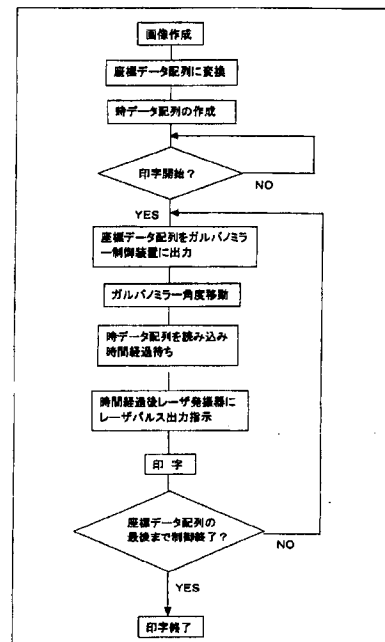 画像作成
座標データ配列に変換
時データ配列の作成
印字開始?
NO
YES
座標データ配列をガルバノミラ
ー制御装置に出力
ガルバノミラー角度移動
時データ配列を読み込み
時間経過待ち
時間経過後レーザ発振器に
レーザパルス出力指示
印 字
座標データ配列の
最後まで制御終了?
NO
YES
印字終了